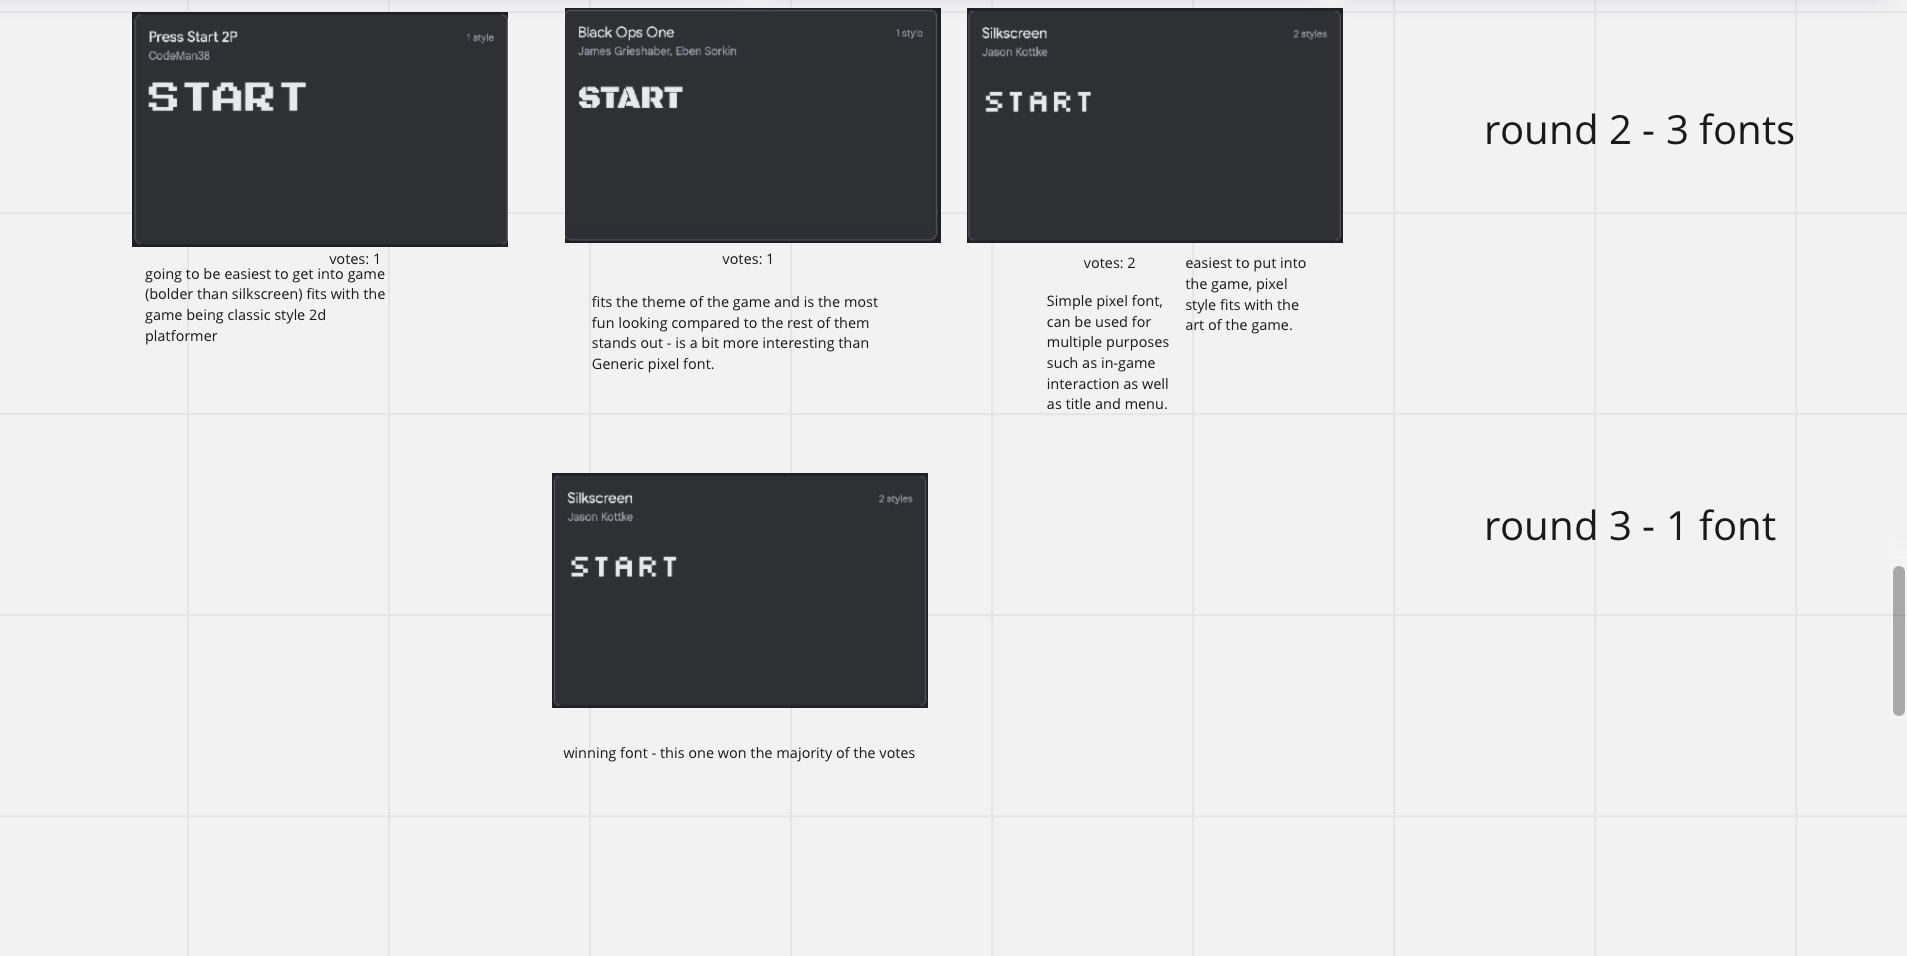 Press Start 2P
1 style
CodeMan38
START
votes: 1
going to be easiest to get into game
(bolder than silkscreen) fits with the
game being classic style 2d
platformer
Black Ops One
1 style
James Grieshaber, Eben Sorkin
START
votes: 1
fits the theme of the game and is the most
fun looking compared to the rest of them
stands out - is a bit more interesting than
Generic pixel font.
Silkscreen
2 styles
Jason Kottke
START
votes: 2
Simple pixel font,
can be used for
multiple purposes
such as in-game
interaction as well
as title and menu.
easiest to put into
the game, pixel
style fits with the
art of the game.
round 2 - 3 fonts
Silkscreen
2 styles
Jason Kottke
START
winning font - this one won the majority of the votes
round 3 - 1 font